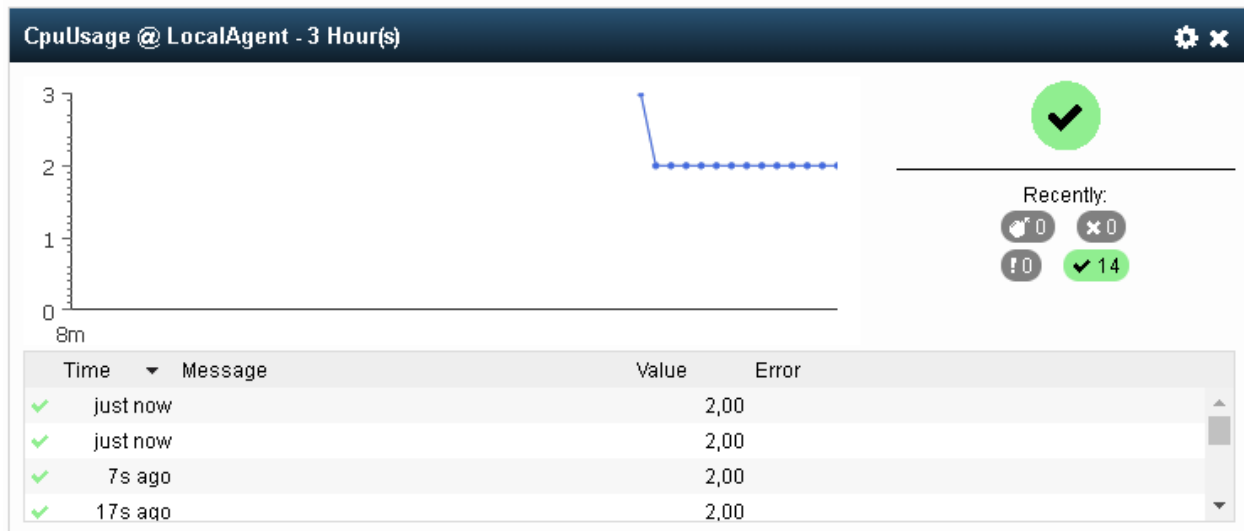 CpuUsage @ LocalAgent - 3 Hour(s)
3
2
1
0
8m
Recently:
0 0
! 0 14
Time Message Value Error
just now 2,00
just now 2,00
7s ago 2,00
17s ago 2,00